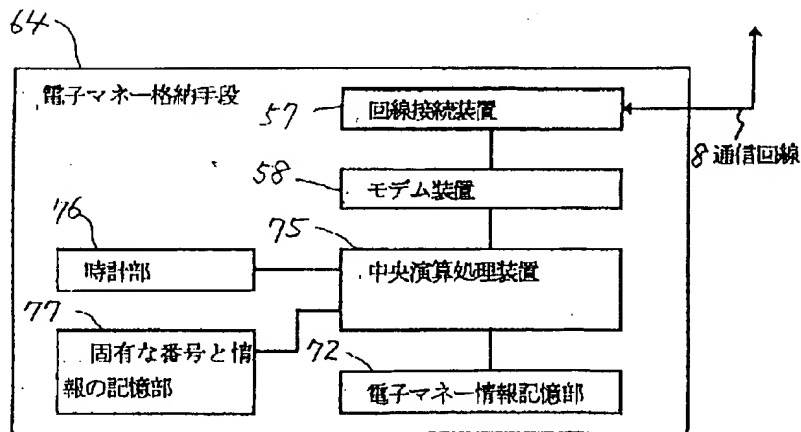 64
電子マネー格納手段
57
回線接続装置
8 通信回線
58
モデム装置
76
時計部
75
中央演算処理装置
77
固有な番号と情
報の記憶部
72
電子マネー情報記憶部